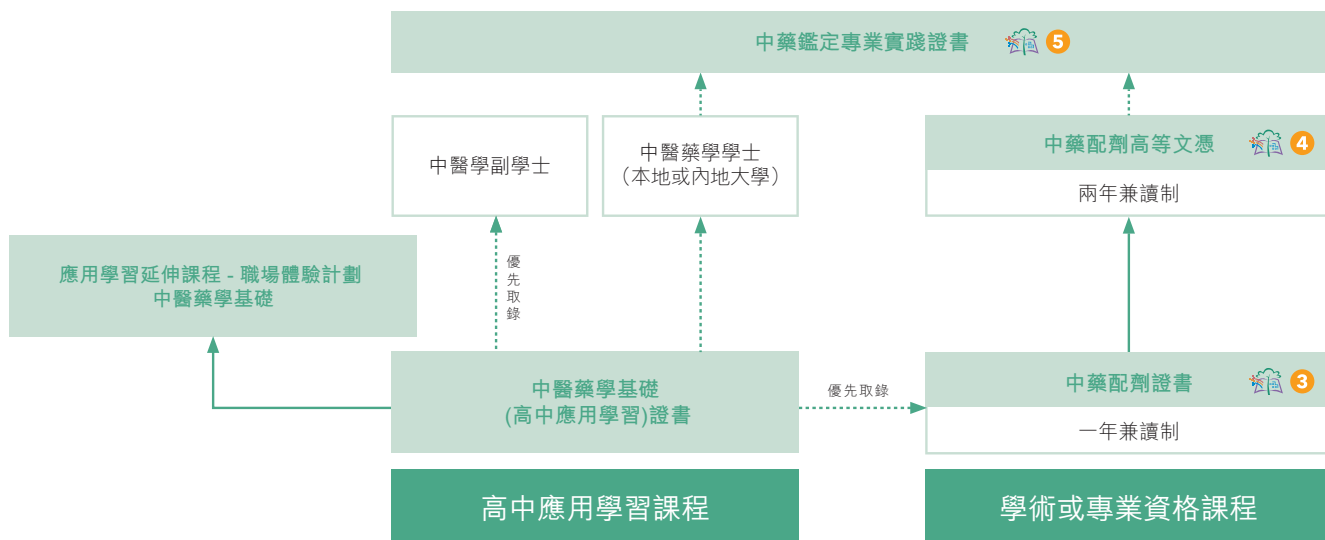 中藥鑑定專業實踐證書 5
中醫學副學士
中醫藥學學士
（本地或內地大學）
中藥配劑高等文憑 4
兩年兼讀制
應用學習延伸課程 - 職場體驗計劃
中醫藥學基礎
優先取錄
中醫藥學基礎
(高中應用學習)證書
優先取錄
中藥配劑證書 3
一年兼讀制
高中應用學習課程
學術或專業資格課程